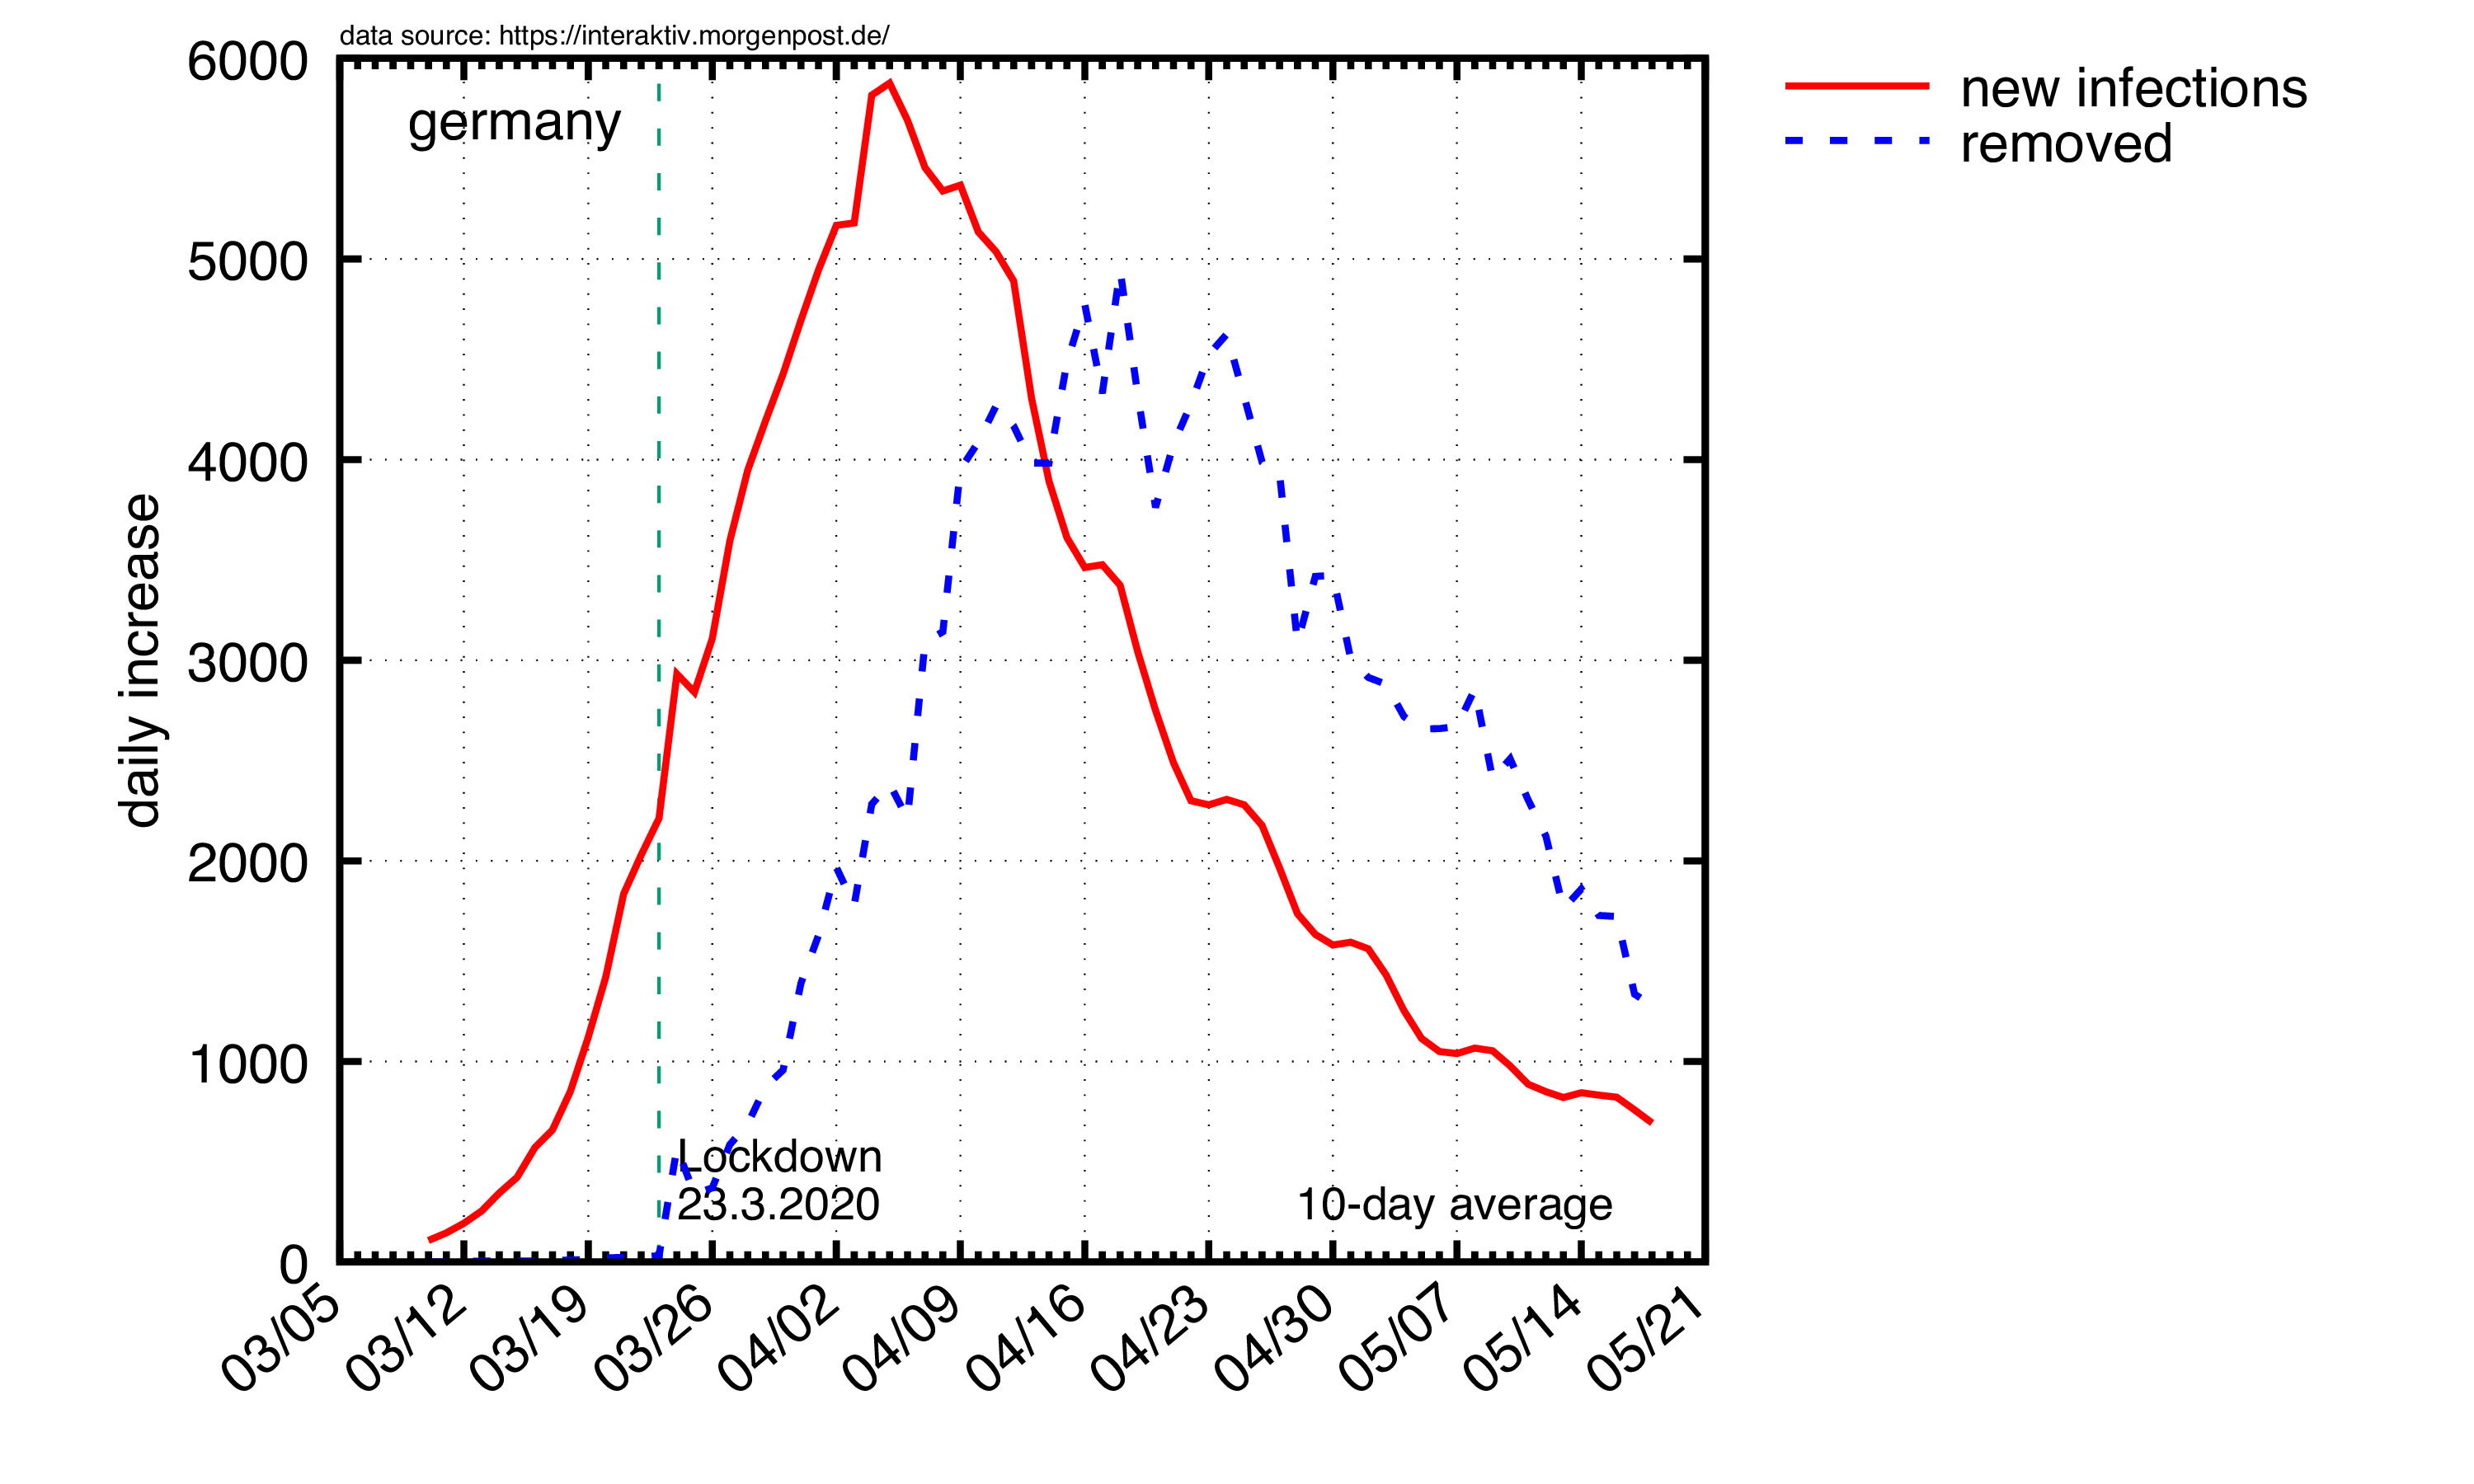 data source: https://interaktiv.morgenpost.de/
6000
5000
4000
3000
2000
1000
0
daily increase
germany
new infections
removed
Lockdown
23.3.2020
10-day average
03/05
03/12
03/19
03/26
04/02
04/09
04/16
04/23
04/30
05/07
05/14
05/21